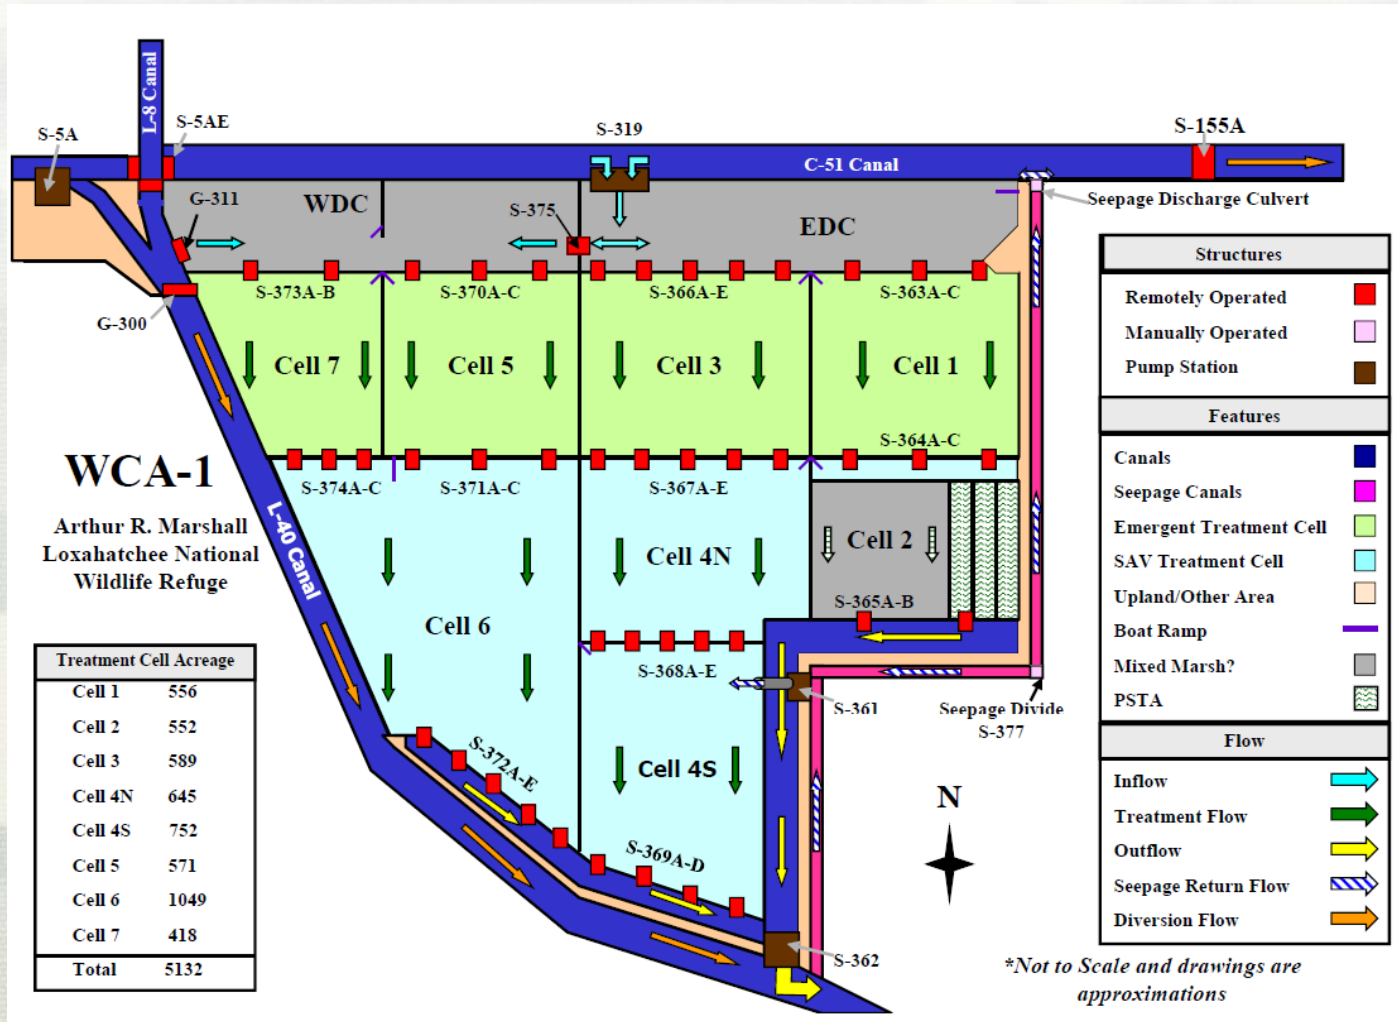 L-8 Canal
S-5A
S-5AE
S-319
S-155A
C-51 Canal
G-311
WDC
S-375
EDC
Seepage Discharge Culvert
S-373A-B
S-370A-C
S-366A-E
S-363A-C
G-300
Cell 7
Cell 5
Cell 3
Cell 1
S-364A-C
WCA-1
Arthur R. Marshall
Loxahatchee National
Wildlife Refuge
L-40 Canal
S-374A-C
S-371A-C
S-367A-E
Cell 4N
Cell 2
S-365A-B
Cell 6
S-368A-E
S-361
Seepage Divide
S-377
S-372A-E
Cell 4S
S-369A-D
N
S-362
*Not to Scale and drawings are
approximations
Treatment Cell Acreage
Cell 1 556
Cell 2 552
Cell 3 589
Cell 4N 645
Cell 4S 752
Cell 5 571
Cell 6 1049
Cell 7 418
Total 5132
Structures
Remotely Operated
Manually Operated
Pump Station
Features
Canals
Seepage Canals
Emergent Treatment Cell
SAV Treatment Cell
Upland/Other Area
Boat Ramp
Mixed Marsh?
PSTA
Flow
Inflow
Treatment Flow
Outflow
Seepage Return Flow
Diversion Flow